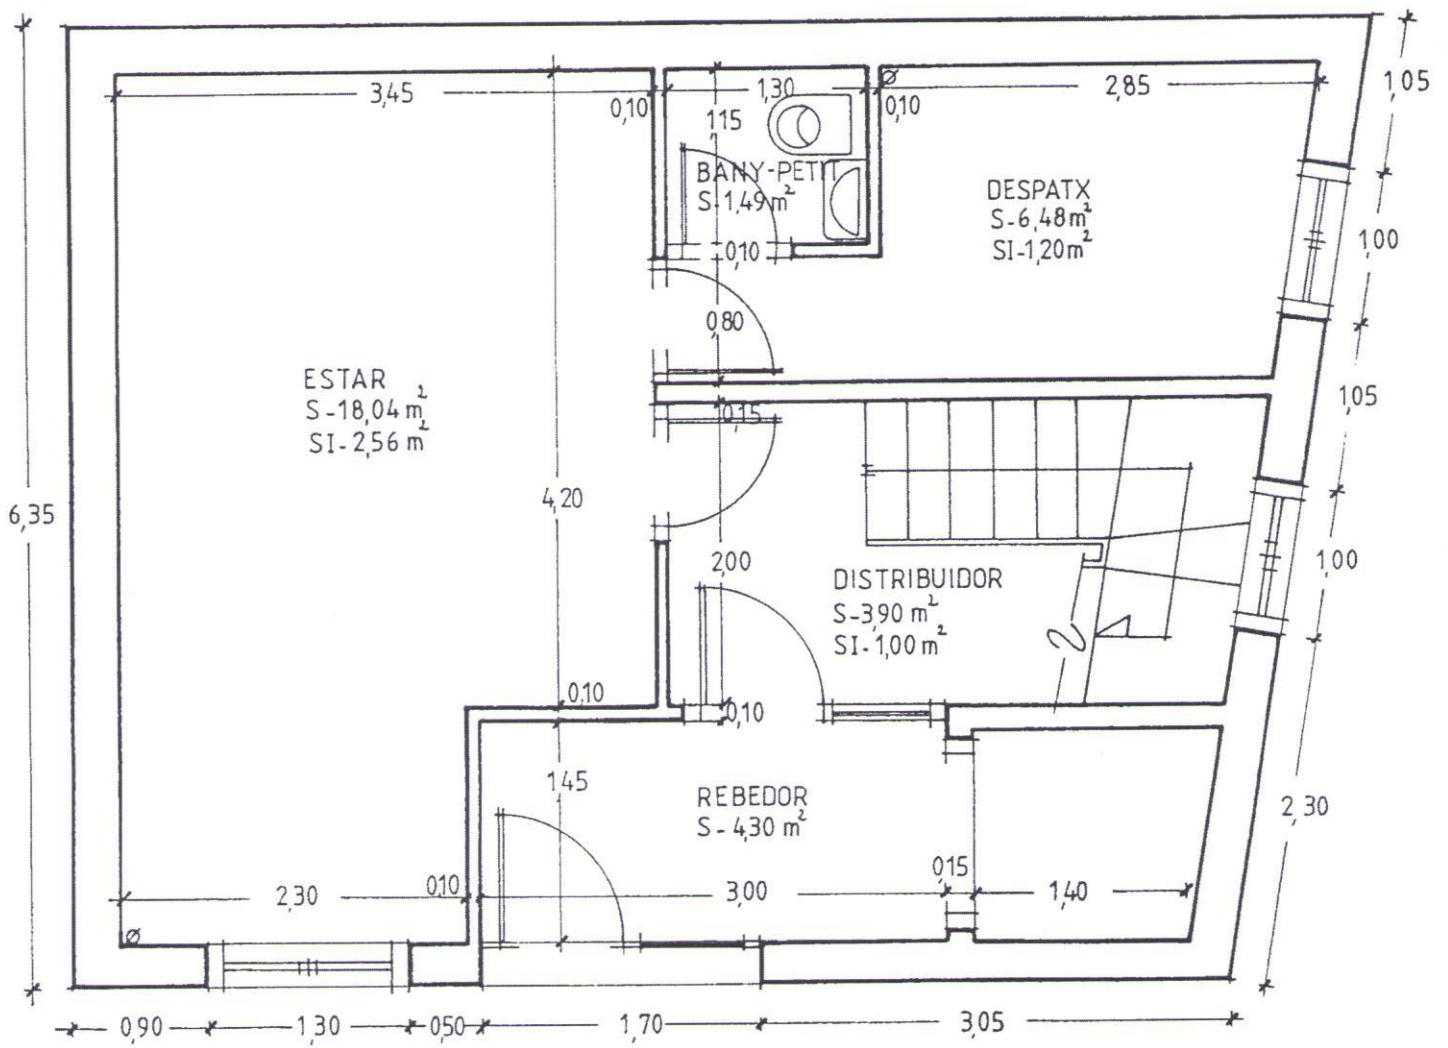 1,05
3,45
0,10
1,30
0,10
2,85
1,15
BANY-PETIT
S-1,49 m²
DESPATX
S-6,48 m²
SI-1,20 m²
1,00
0,10
0,80
ESTAR
S-18,04 m²
SI-2,56 m²
1,05
0,15
6,35
4,20
2,00
1,00
DISTRIBUIDOR
S-3,90 m²
SI-1,00 m²
2
0,10
0,10
1,45
REBEDOR
S-4,30 m²
2,30
2,30
0,10
3,00
0,15
1,40
0,90
1,30
0,50
1,70
3,05